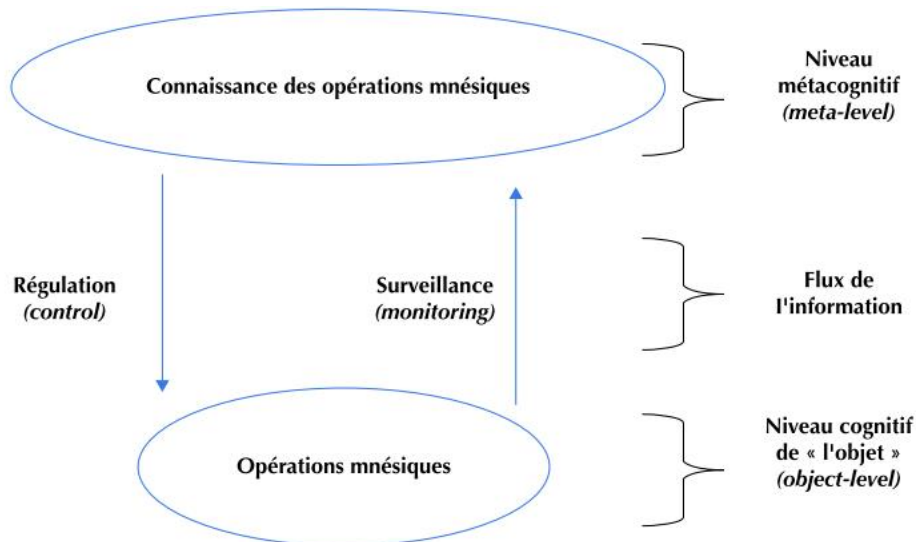 Connaissance des opérations mnésiques
Niveau
métacognitif
(meta-level)
Régulation
(control)
Surveillance
(monitoring)
Flux de
l'information
Opérations mnésiques
Niveau cognitif
de « l'objet »
(object-level)